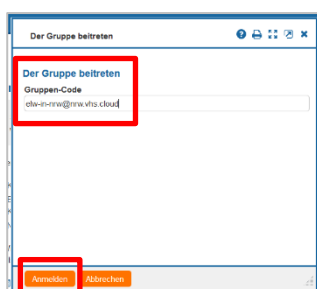 Der Gruppe beitreten
Der Gruppe beitreten
Gruppen-Code
elw-in-nrw@nrw.vhs.cloud
Anmelden Abbrechen